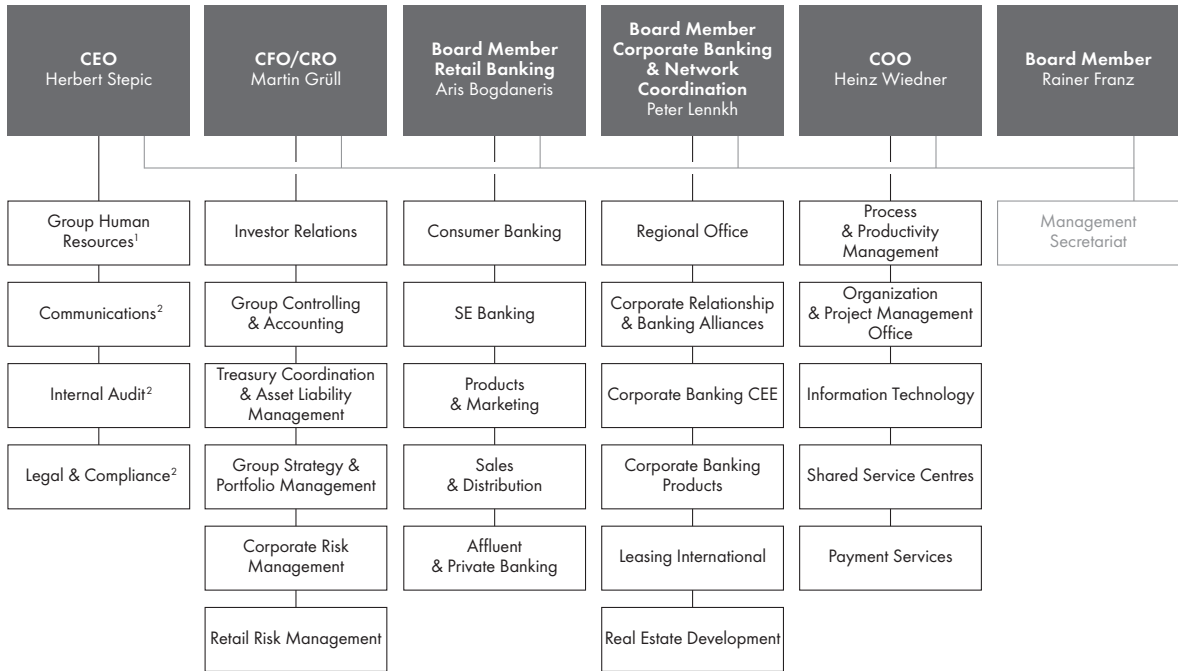 CEO
Herbert Stepic
CFO/CRO
Martin Grüll
Board Member
Retail Banking
Aris Bogdaneris
Board Member
Corporate Banking
& Network
Coordination
Peter Lennkh
COO
Heinz Wiedner
Board Member
Rainer Franz
Group Human
Resources¹
Communications²
Internal Audit²
Legal & Compliance²
Investor Relations
Group Controlling
& Accounting
Treasury Coordination
& Asset Liability
Management
Group Strategy &
Portfolio Management
Corporate Risk
Management
Retail Risk Management
Consumer Banking
SE Banking
Products
& Marketing
Sales
& Distribution
Affluent
& Private Banking
Regional Office
Corporate Relationship
& Banking Alliances
Corporate Banking CEE
Corporate Banking
Products
Leasing International
Real Estate Development
Process
& Productivity
Management
Organization
& Project Management
Office
Information Technology
Shared Service Centres
Payment Services
Management
Secretariat